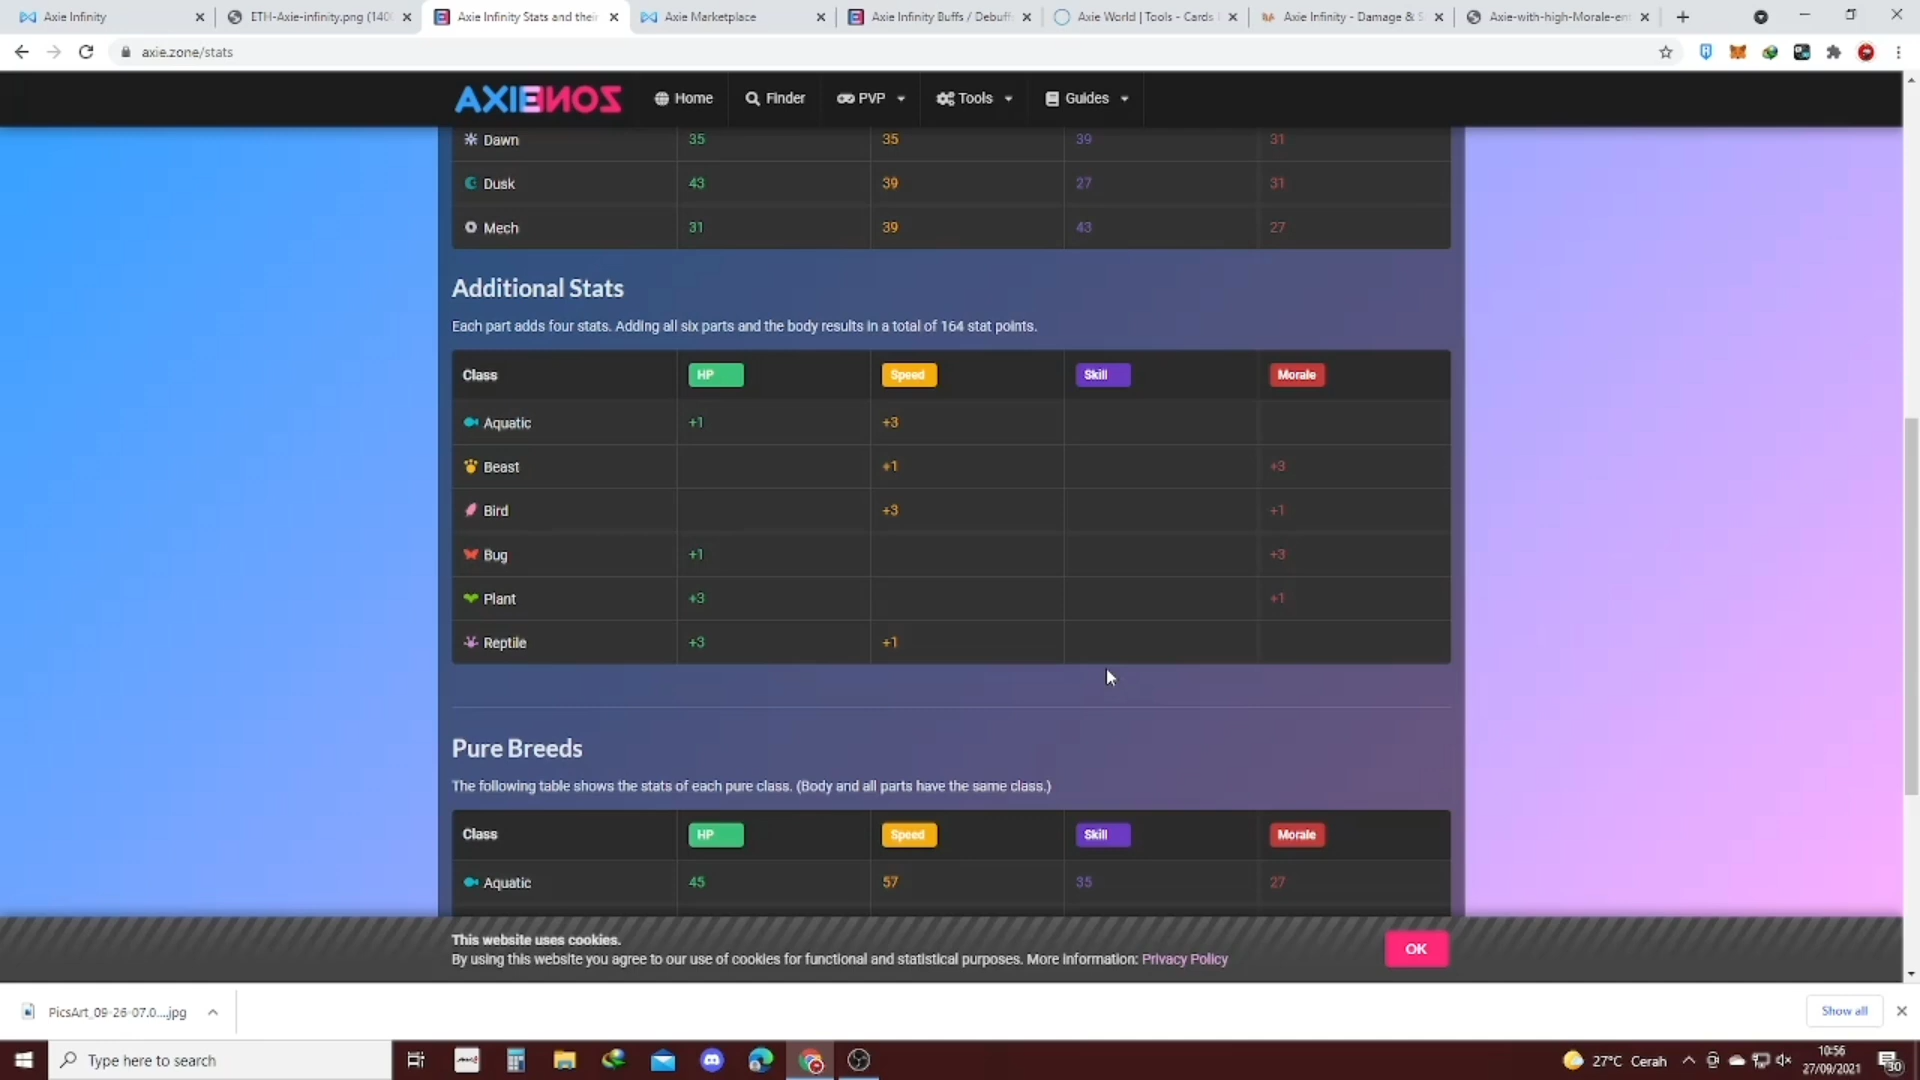 Axie Infinity
ETH-Axie-infinity.png (140
Axie Infinity Stats and their
Axie Marketplace
Axie Infinity Buffs / Debuff
Axie World | Tools - Cards
Axie Infinity - Damage & S
Axie-with-high-Morale-en
axie.zone/stats
AXIE ZONE
Home
Finder
PVP
Tools
Guides
Dawn 35 35 39 31
Dusk 43 39 27 31
Mech 31 39 43 27
Additional Stats
Each part adds four stats. Adding all six parts and the body results in a total of 164 stat points.
Class HP Speed Skill Morale
Aquatic +1 +3
Beast +1 +3
Bird +3 +1
Bug +1 +3
Plant +3 +1
Reptile +3 +1
Pure Breeds
The following table shows the stats of each pure class. (Body and all parts have the same class.)
Class HP Speed Skill Morale
Aquatic 45 57 35 27
This website uses cookies.
By using this website you agree to our use of cookies for functional and statistical purposes. More Information: Privacy Policy
OK
PicsArt_09-26-07.0....jpg
Show all
Type here to search
27°C Cerah
10:56
27/09/2021
30